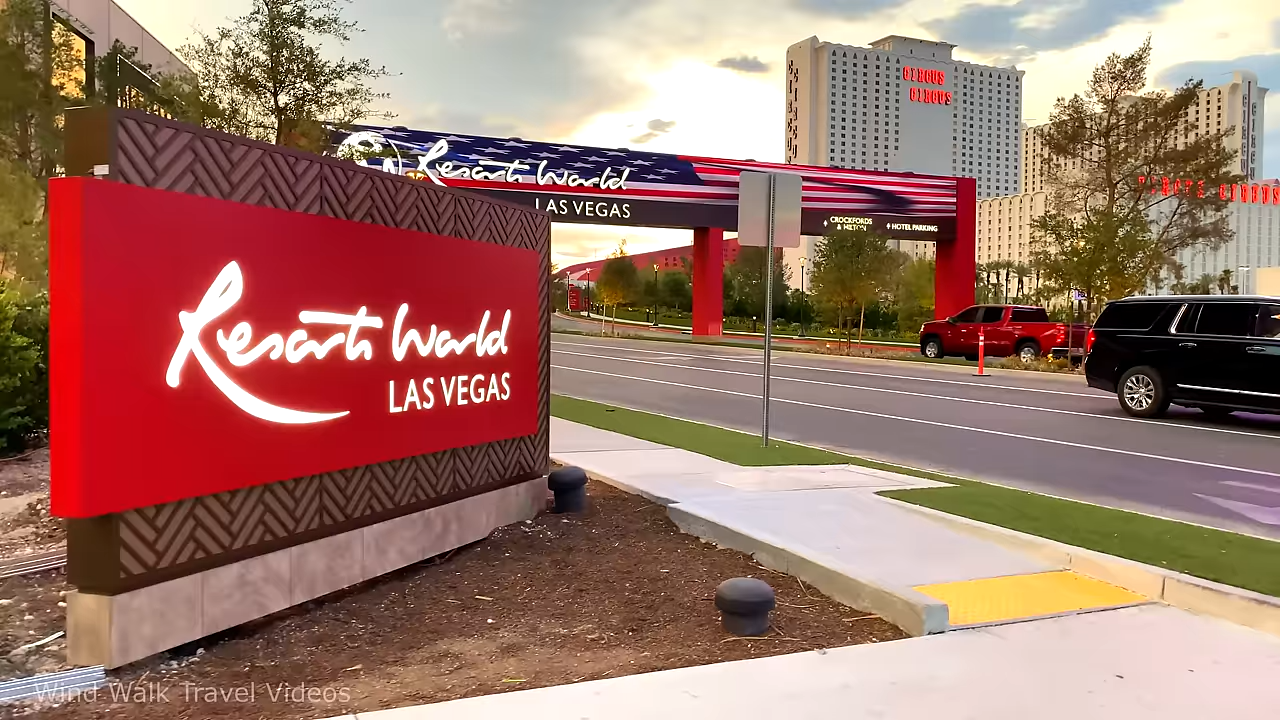 CIRCUS
CIRCUS
Resorts World
LAS VEGAS
CROCKFORDS
& HILTON
HOTEL PARKING
CIRCUS CIRCUS
Resorts World
LAS VEGAS
Wind Walk Travel Videos